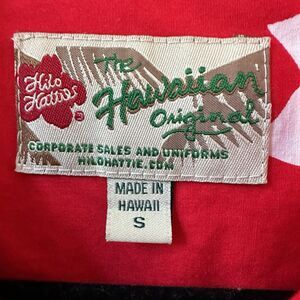 Hilo
Hattie's
®
The
Hawaiian
Original
CORPORATE SALES AND UNIFORMS
HILOHATTIE.COM
MADE IN
HAWAII
S